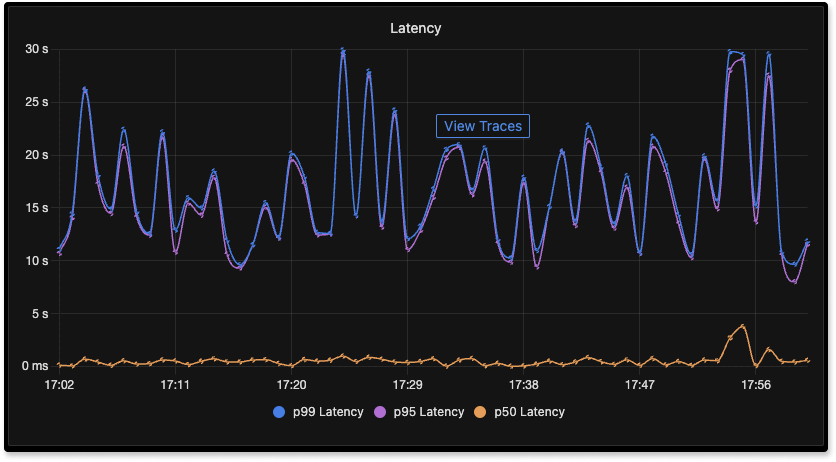 Latency
30 s
25 s
View Traces
20 s
15 s
10 s
5 s
0 ms
17:02 17:11 17:20 17:29 17:38 17:47 17:56
p99 Latency p95 Latency p50 Latency